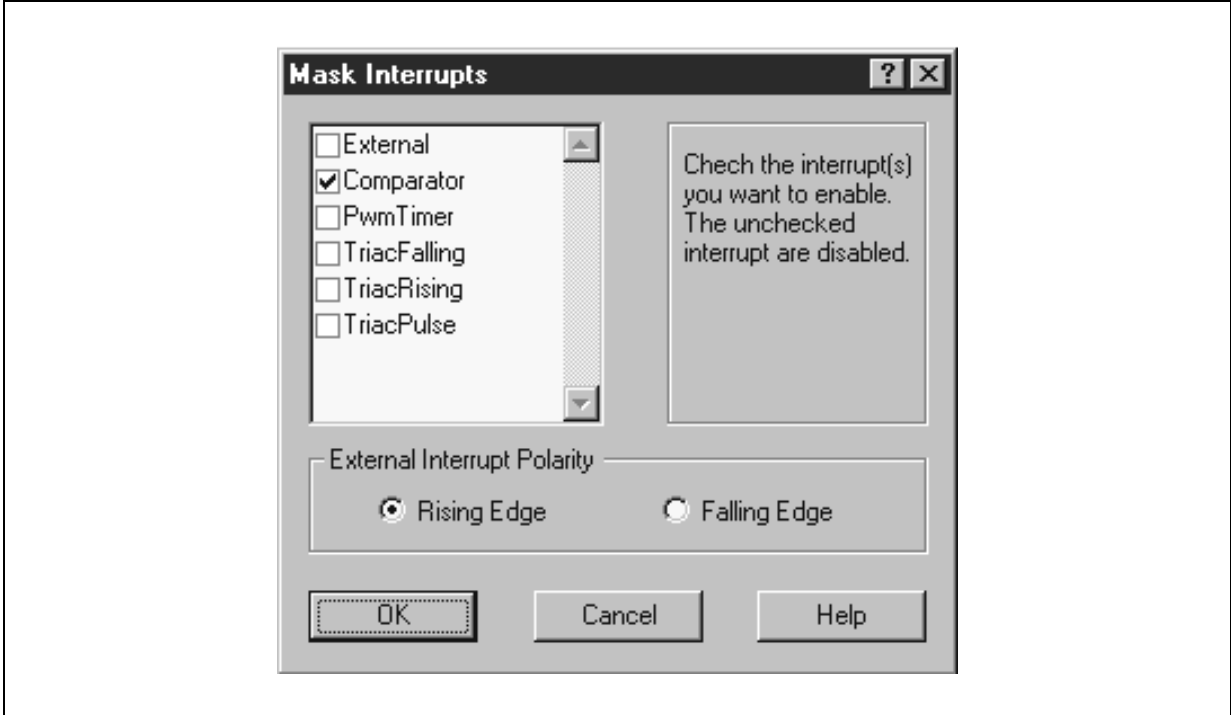 Mask Interrupts
External
Comparator
PwmTimer
TriacFalling
TriacRising
TriacPulse
Chech the interrupt(s)
you want to enable.
The unchecked
interrupt are disabled.
External Interrupt Polarity
Rising Edge
Falling Edge
OK
Cancel
Help